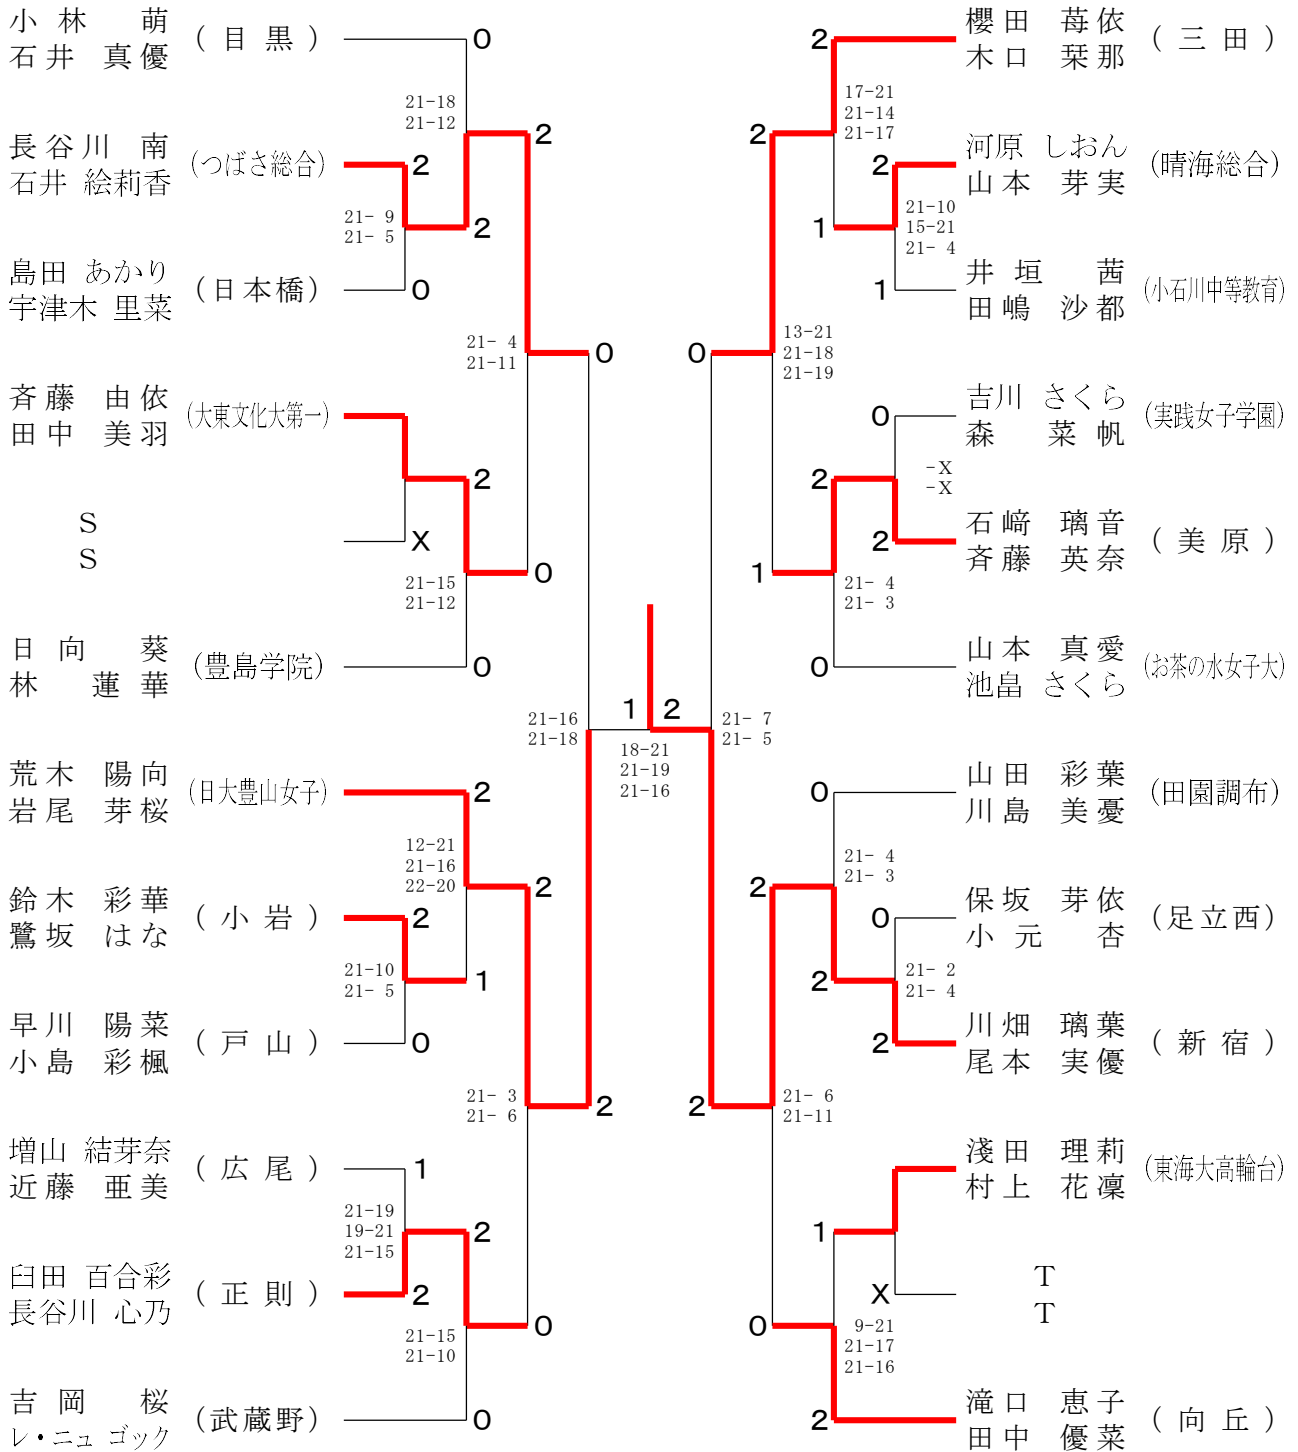 小林 萌
石井 真優
(目黒)
0
21-18
21-12
2
長谷川 南
石井 絵莉香
(つばさ総合)
2
21- 9
21- 5
2
島田 あかり
宇津木 里菜
(日本橋)
0
21- 4
21-11
0
斉藤 由依
田中 美羽
(大東文化大第一)
2
S
S
X
21-15
21-12
0
日向 葵
林 蓮華
(豊島学院)
0
21-16
21-18
荒木 陽向
岩尾 芽桜
(日大豊山女子)
2
12-21
21-16
22-20
2
鈴木 彩華
鷺坂 はな
(小岩)
2
21-10
21- 5
1
早川 陽菜
小島 彩楓
(戸山)
0
21- 3
21- 6
2
増山 結芽奈
近藤 亜美
(広尾)
1
21-19
19-21
21-15
2
臼田 百合彩
長谷川 心乃
(正則)
2
21-15
21-10
0
吉岡 桜
レ・ニュ ゴック
(武蔵野)
0
1 2
18-21
21-19
21-16
2
櫻田 苺依
木口 栞那
(三田)
17-21
21-14
21-17
2
2
河原 しおん
山本 芽実
(晴海総合)
21-10
15-21
21- 4
1
1
井垣 茜
田嶋 沙都
(小石川中等教育)
13-21
21-18
21-19
0
0
吉川 さくら
森 菜帆
(実践女子学園)
-X
-X
2
2
石﨑 璃音
斉藤 英奈
(美原)
1
21- 4
21- 3
0
山本 真愛
池畠 さくら
(お茶の水女子大)
21- 7
21- 5
0
山田 彩葉
川島 美憂
(田園調布)
21- 4
21- 3
2
0
保坂 芽依
小元 杏
(足立西)
21- 2
21- 4
2
2
川畑 璃葉
尾本 実優
(新宿)
2
21- 6
21-11
淺田 理莉
村上 花凜
(東海大高輪台)
1
X
T
T
0
9-21
21-17
21-16
2
滝口 恵子
田中 優菜
(向丘)